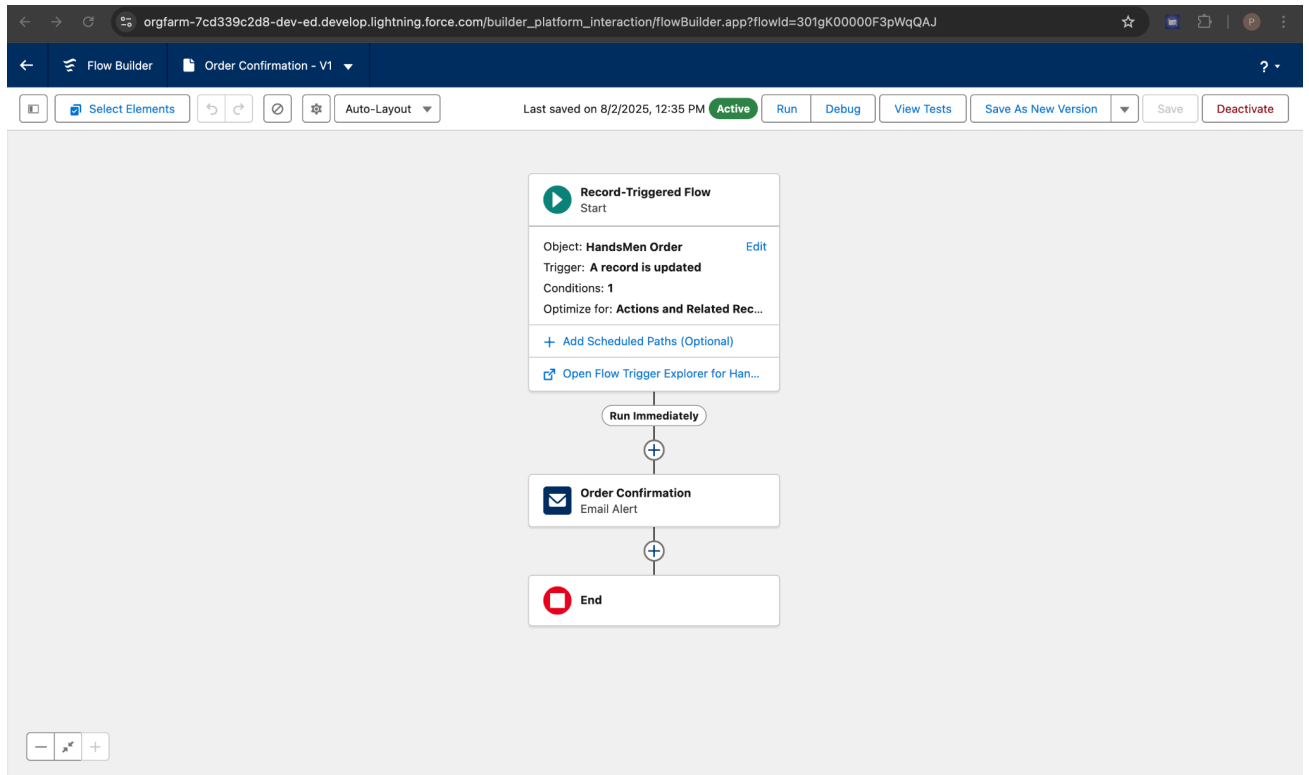 orgfarm-7cd339c2d8-dev-ed.develop.lightning.force.com/builder_platform_interaction/flowBuilder.app?flowId=301gK00000F3pWqQAJ
P
Flow Builder Order Confirmation - V1 ?
Select Elements Auto-Layout Last saved on 8/2/2025, 12:35 PM Active Run Debug View Tests Save As New Version Save Deactivate
Record-Triggered Flow
Start
Object: HandsMen Order Edit
Trigger: A record is updated
Conditions: 1
Optimize for: Actions and Related Rec...
+ Add Scheduled Paths (Optional)
Open Flow Trigger Explorer for Han...
Run Immediately
Order Confirmation
Email Alert
End